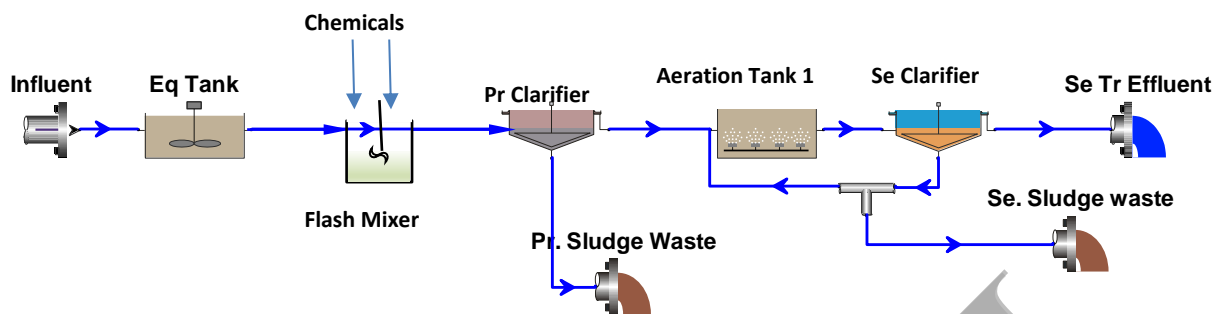 Chemicals
Influent
Eq Tank
Flash Mixer
Pr Clarifier
Pr. Sludge Waste
Aeration Tank 1
Se Clarifier
Se Tr Effluent
Se. Sludge waste